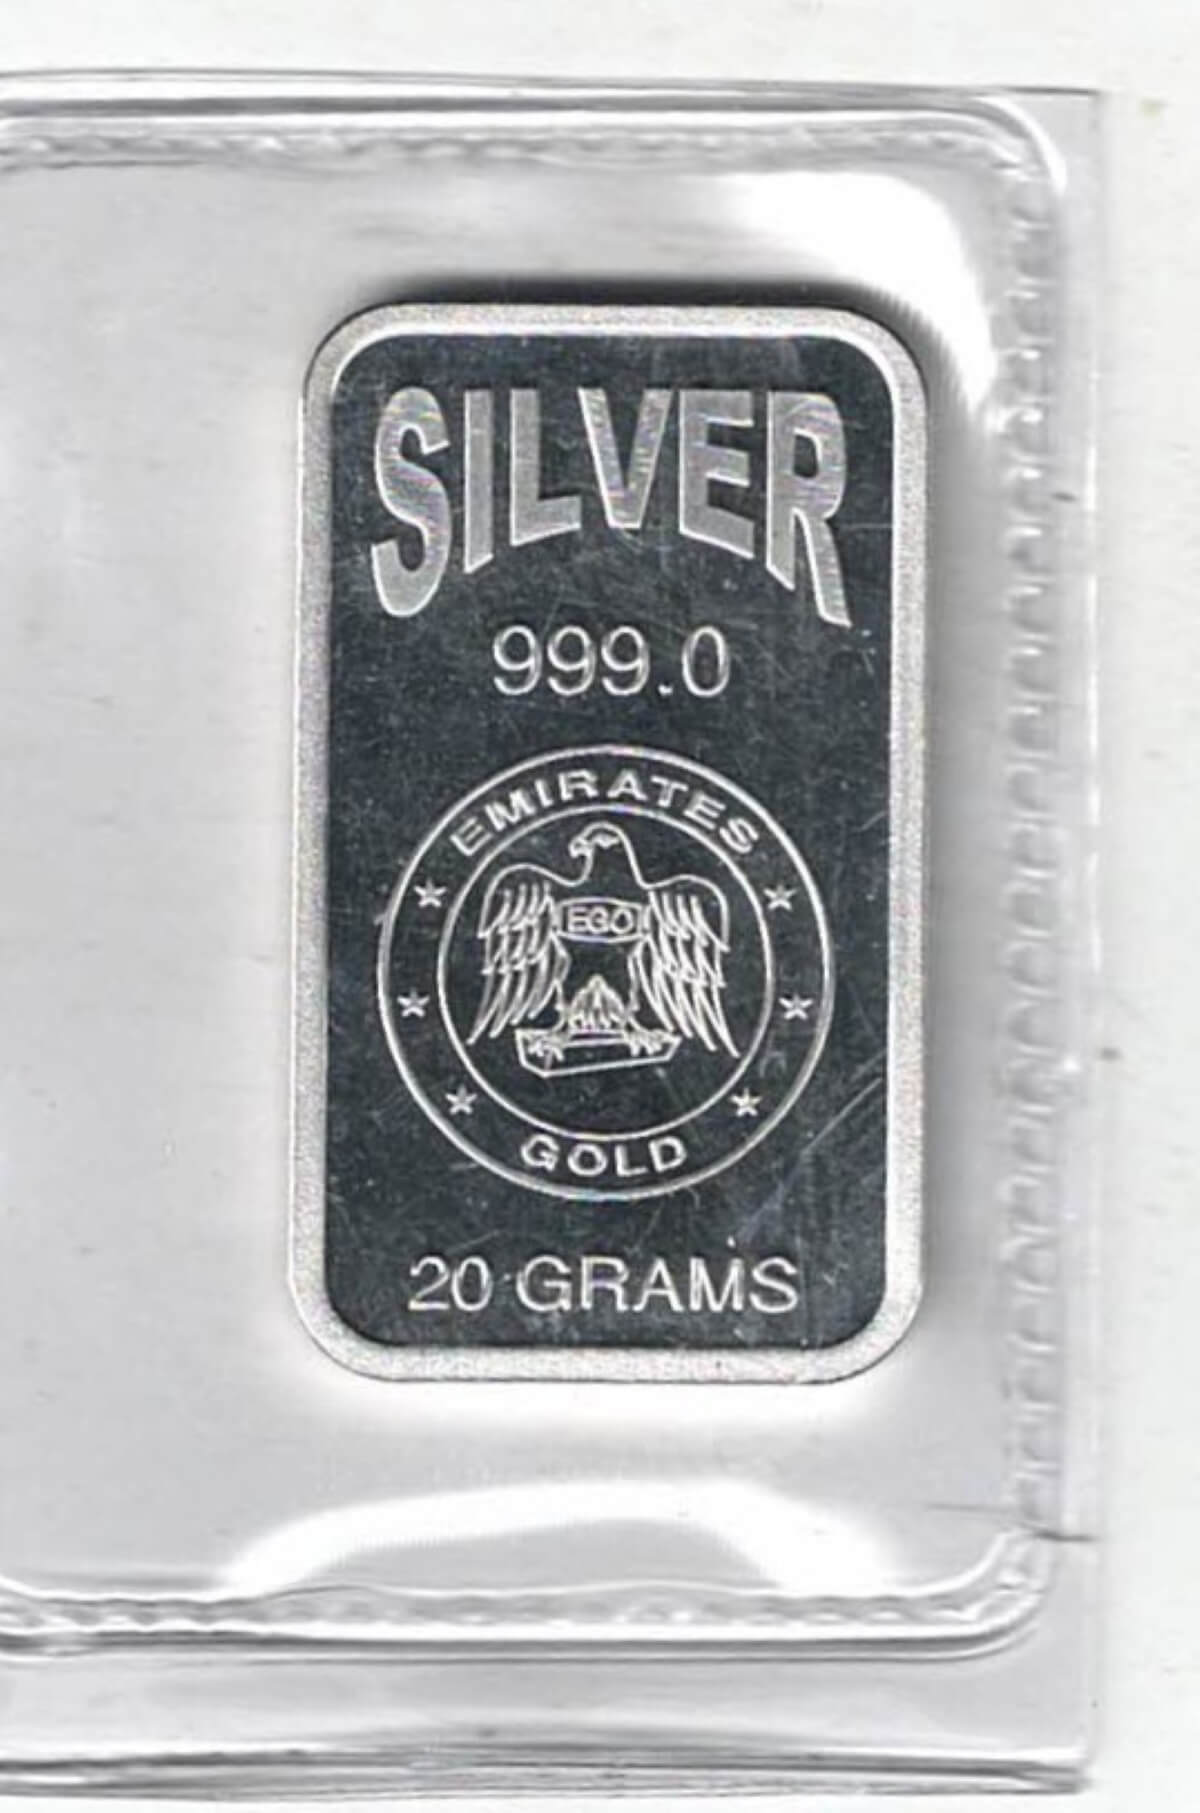 SILVER
999.0
EMIRATES
EGO
GOLD
20 GRAMS